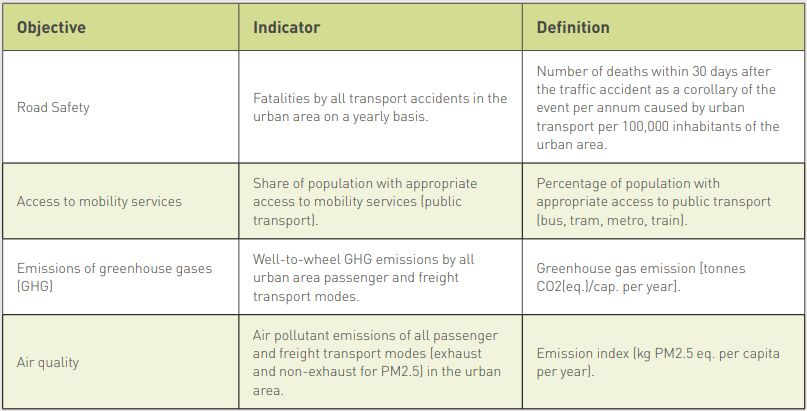 Objective
Indicator
Definition
Road Safety
Fatalities by all transport accidents in the
urban area on a yearly basis.
Number of deaths within 30 days after
the traffic accident as a corollary of the
event per annum caused by urban
transport per 100,000 inhabitants of the
urban area.
Access to mobility services
Share of population with appropriate
access to mobility services (public
transport).
Percentage of population with
appropriate access to public transport
(bus, tram, metro, train).
Emissions of greenhouse gases
(GHG)
Well-to-wheel GHG emissions by all
urban area passenger and freight
transport modes.
Greenhouse gas emission [tonnes
CO2(eq.)/cap. per year].
Air quality
Air pollutant emissions of all passenger
and freight transport modes (exhaust
and non-exhaust for PM2.5) in the urban
area.
Emission index (kg PM2.5 eq. per capita
per year).